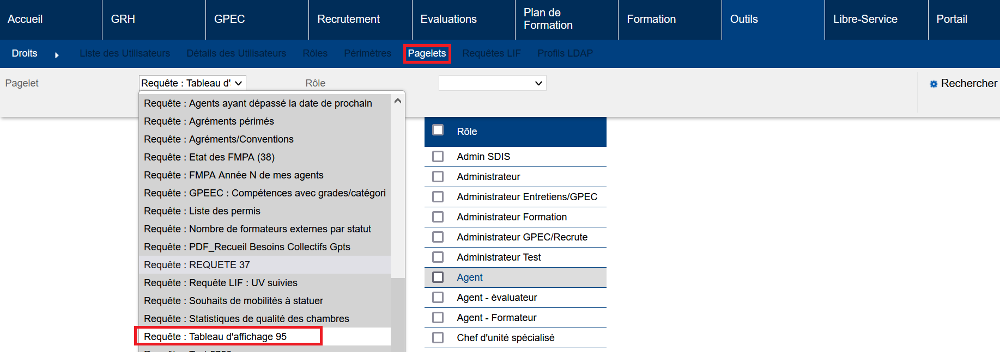 Accueil
GRH
GPEC
Recrutement
Evaluations
Plan de
Formation
Formation
Outils
Libre-Service
Portail
Droits
Liste des Utilisateurs
Détails des Utilisateurs
Rôles
Périmètres
Pagelets
Requêtes LIF
Profils LDAP
Pagelet
Requête : Tableau d'
Rôle
Rechercher
Requête : Agents ayant dépassé la date de prochain
Requête : Agréments périmés
Requête : Agréments/Conventions
Requête : Etat des FMPA (38)
Requête : FMPA Année N de mes agents
Requête : GPEEC : Compétences avec grades/catégori
Requête : Liste des permis
Requête : Nombre de formateurs externes par statut
Requête : PDF_Recueil Besoins Collectifs Gpts
Requête : REQUETE 37
Requête : Requête LIF : UV suivies
Requête : Souhaits de mobilités à statuer
Requête : Statistiques de qualité des chambres
Requête : Tableau d'affichage 95
Rôle
Admin SDIS
Administrateur
Administrateur Entretiens/GPEC
Administrateur Formation
Administrateur GPEC/Recrute
Administrateur Test
Agent
Agent - évaluateur
Agent - Formateur
Chef d'unité spécialisé